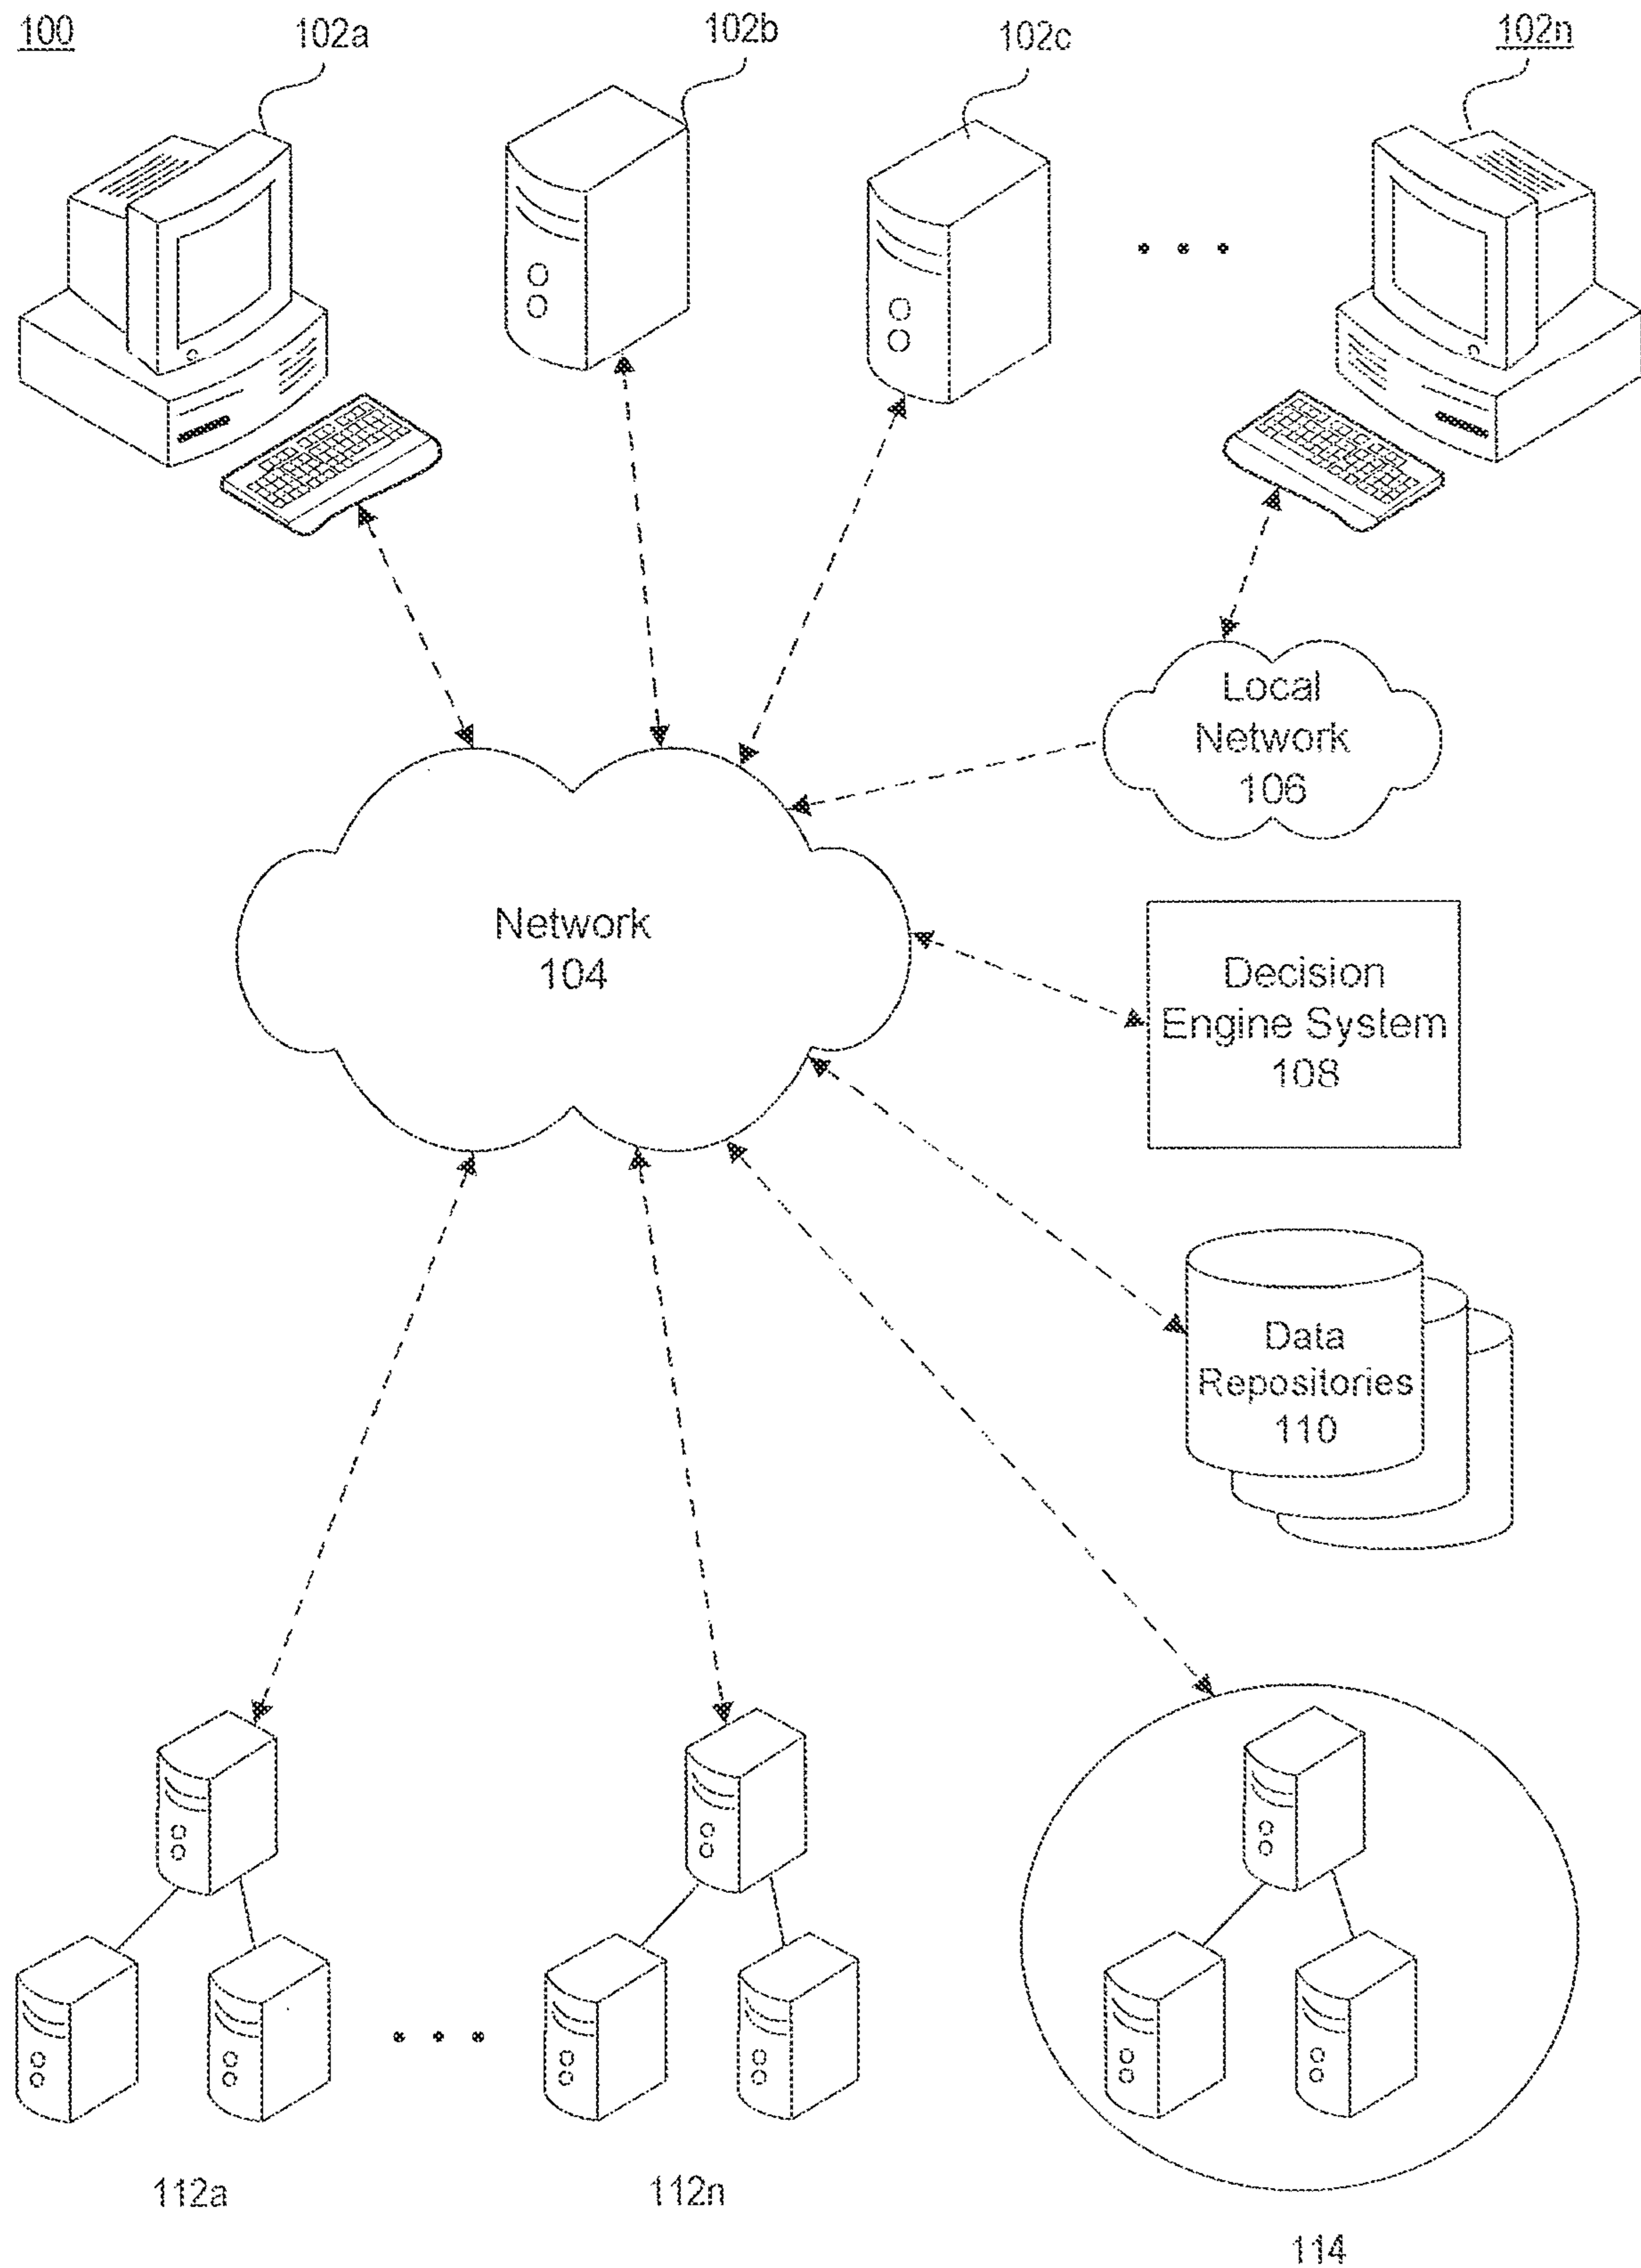 100
102a
102b
102c
102n
Local
Network
106
Network
104
Decision
Engine System
108
Data
Repositories
110
112a
112n
114